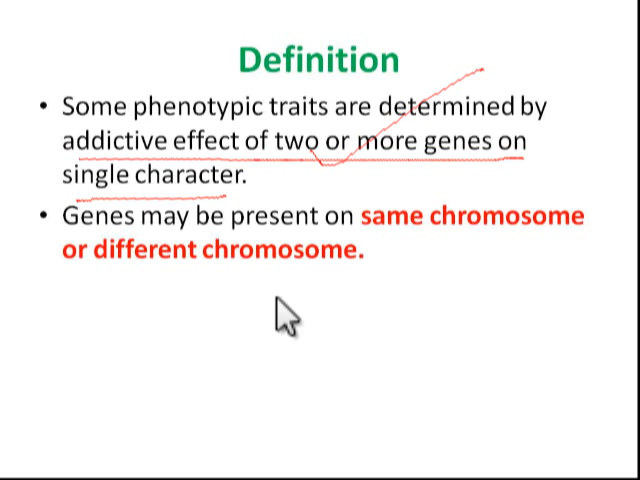 Definition
• Some phenotypic traits are determined by
addictive effect of two or more genes on
single character.
• Genes may be present on same chromosome
or different chromosome.